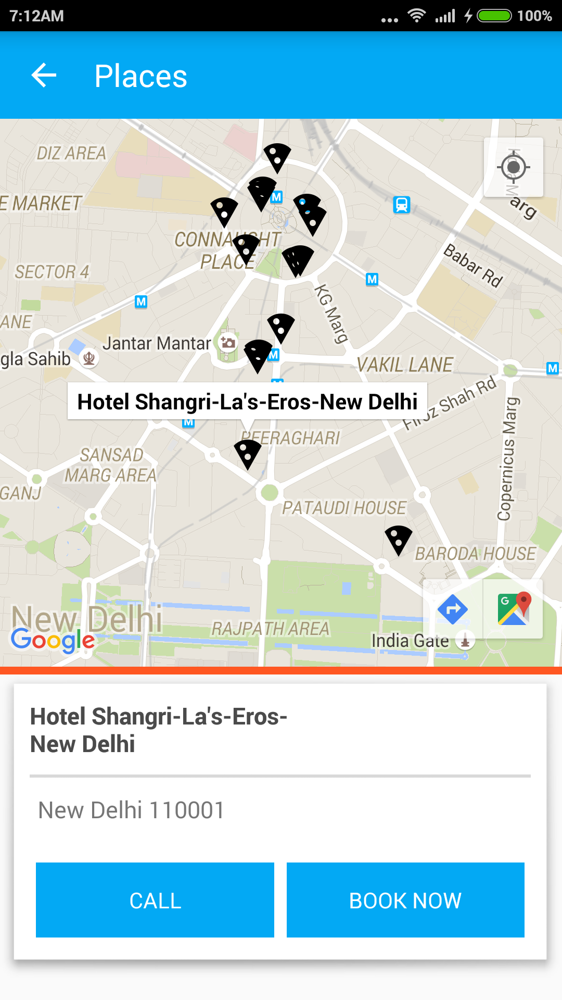 7:12AM
100%
Places
DIZ AREA
E MARKET
Marg
CONNAUGHT
PLACE
Babar Rd
SECTOR 4
M
M
M
KG Marg
ANE
Jantar Mantar
gla Sahib
M
VAKIL LANE
M
Firoz Shah Rd
Hotel Shangri-La's-Eros-New Delhi
M
PEERAGHARI
Copernicus Marg
SANSAD
MARG AREA
GANJ
PATAUDI HOUSE
BARODA HOUSE
New Delhi
Google
RAJPATH AREA
G
India Gate
Hotel Shangri-La's-Eros-
New Delhi
New Delhi 110001
CALL
BOOK NOW